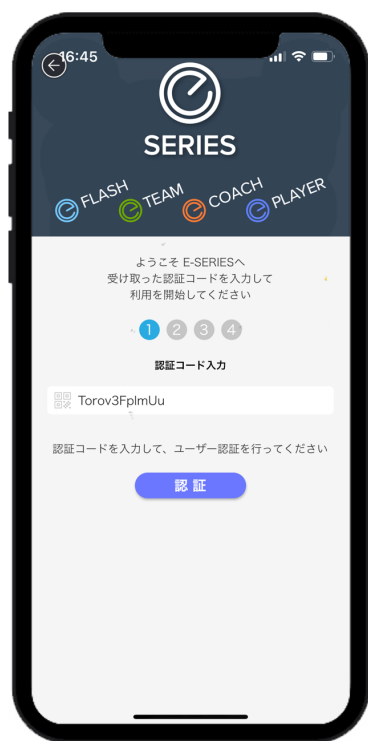 16:45
SERIES
FLASH
TEAM
COACH
PLAYER
ようこそ E-SERIESへ
受け取った認証コードを入力して
利用を開始してください
1 2 3 4
認証コード入力
Torov3FplmUu
認証コードを入力して、ユーザー認証を行ってください
認 証